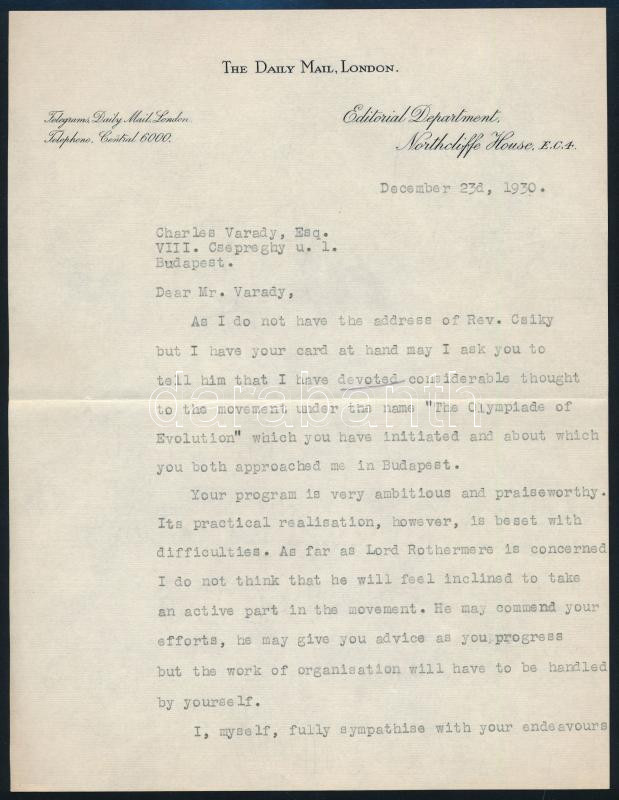 THE DAILY MAIL, LONDON.
Telegrams, Daily Mail, London.
Telephone, Central 6000.
Editorial Department,
Northcliffe House, E.C.4.
December 23d, 1930.
Charles Varady, Esq.
VIII. Csepreghy u. 1.
Budapest.
Dear Mr. Varady,
As I do not have the address of Rev. Csiky
but I have your card at hand may I ask you to
tell him that I have devoted considerable thought
to the movement under the name "The Olympiade of
Evolution" which you have initiated and about which
you both approached me in Budapest.
Your program is very ambitious and praiseworthy.
Its practical realisation, however, is beset with
difficulties. As far as Lord Rothermere is concerned
I do not think that he will feel inclined to take
an active part in the movement. He may commend your
efforts, he may give you advice as you progress
but the work of organisation will have to be handled
by yourself.
I, myself, fully sympathise with your endeavours
darabanth